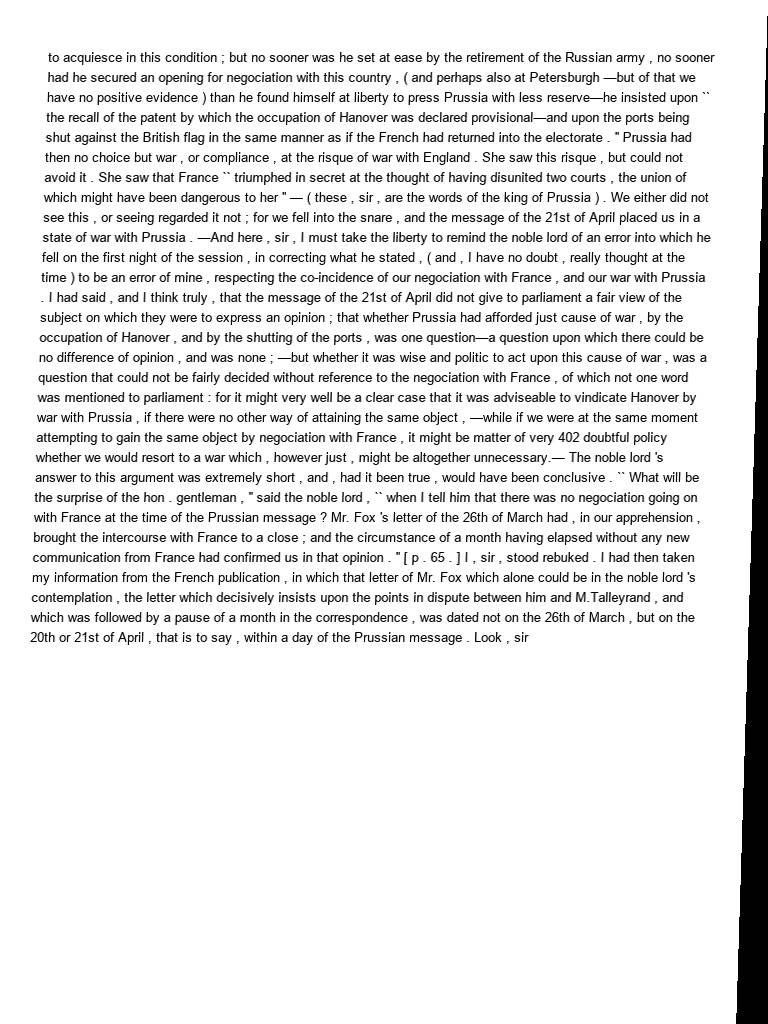 to acquiesce in this condition ; but no sooner was he set at ease by the retirement of the Russian army , no sooner
had he secured an opening for negociation with this country , ( and perhaps also at Petersburgh —but of that we
have no positive evidence ) than he found himself at liberty to press Prussia with less reserve—he insisted upon ``
the recall of the patent by which the occupation of Hanover was declared provisional—and upon the ports being
shut against the British flag in the same manner as if the French had returned into the electorate . " Prussia had
then no choice but war , or compliance , at the risque of war with England . She saw this risque , but could not
avoid it . She saw that France `` triumphed in secret at the thought of having disunited two courts , the union of
which might have been dangerous to her " — ( these , sir , are the words of the king of Prussia ) . We either did not
see this , or seeing regarded it not ; for we fell into the snare , and the message of the 21st of April placed us in a
state of war with Prussia . —And here , sir , I must take the liberty to remind the noble lord of an error into which he
fell on the first night of the session , in correcting what he stated , ( and , I have no doubt , really thought at the
time ) to be an error of mine , respecting the co-incidence of our negociation with France , and our war with Prussia
. I had said , and I think truly , that the message of the 21st of April did not give to parliament a fair view of the
subject on which they were to express an opinion ; that whether Prussia had afforded just cause of war , by the
occupation of Hanover , and by the shutting of the ports , was one question—a question upon which there could be
no difference of opinion , and was none ; —but whether it was wise and politic to act upon this cause of war , was a
question that could not be fairly decided without reference to the negociation with France , of which not one word
was mentioned to parliament : for it might very well be a clear case that it was adviseable to vindicate Hanover by
war with Prussia , if there were no other way of attaining the same object , —while if we were at the same moment
attempting to gain the same object by negociation with France , it might be matter of very 402 doubtful policy
whether we would resort to a war which , however just , might be altogether unnecessary.— The noble lord 's
answer to this argument was extremely short , and , had it been true , would have been conclusive . `` What will be
the surprise of the hon . gentleman , " said the noble lord , `` when I tell him that there was no negociation going on
with France at the time of the Prussian message ? Mr. Fox 's letter of the 26th of March had , in our apprehension ,
brought the intercourse with France to a close ; and the circumstance of a month having elapsed without any new
communication from France had confirmed us in that opinion . " [ p . 65 . ] I , sir , stood rebuked . I had then taken
my information from the French publication , in which that letter of Mr. Fox which alone could be in the noble lord 's
contemplation , the letter which decisively insists upon the points in dispute between him and M.Talleyrand , and
which was followed by a pause of a month in the correspondence , was dated not on the 26th of March , but on the
20th or 21st of April , that is to say , within a day of the Prussian message . Look , sir